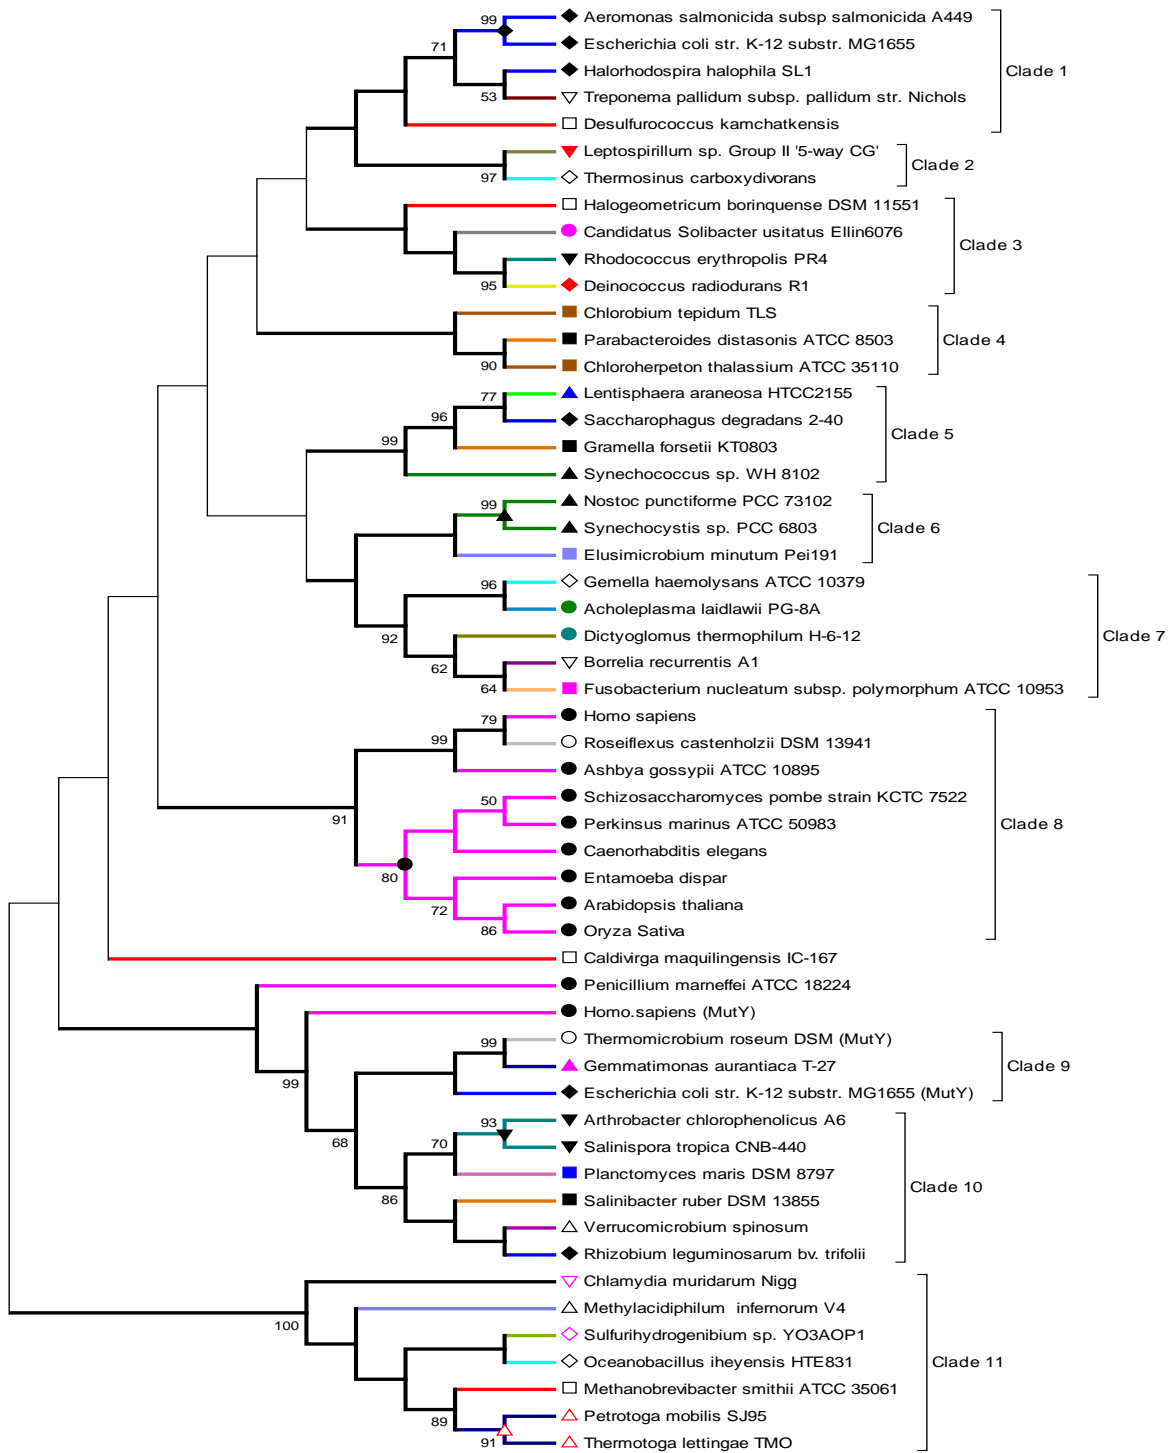 99
Aeromonas salmonicida subsp salmonicida A449
Escherichia coli str. K-12 substr. MG1655
71
Halorhodospira halophila SL1
Clade 1
53
Treponema pallidum subsp. pallidum str. Nichols
Desulfurococcus kamchatkensis
Leptospirillum sp. Group II '5-way CG'
Clade 2
97
Thermosinus carboxydivorans
Halogeometricum borinquense DSM 11551
Candidatus Solibacter usitatus Ellin6076
Clade 3
Rhodococcus erythropolis PR4
95
Deinococcus radiodurans R1
Chlorobium tepidum TLS
Parabacteroides distasonis ATCC 8503
Clade 4
90
Chloroherpeton thalassium ATCC 35110
77
Lentisphaera araneosa HTCC2155
96
Saccharophagus degradans 2-40
Clade 5
99
Gramella forsetii KT0803
Synechococcus sp. WH 8102
99
Nostoc punctiforme PCC 73102
Synechocystis sp. PCC 6803
Clade 6
Elusimicrobium minutum Pei191
96
Gemella haemolysans ATCC 10379
Acholeplasma laidlawii PG-8A
92
Dictyoglomus thermophilum H-6-12
Clade 7
62
Borrelia recurrentis A1
64
Fusobacterium nucleatum subsp. polymorphum ATCC 10953
79
Homo sapiens
99
Roseiflexus castenholzii DSM 13941
Ashbya gossypii ATCC 10895
50
Schizosaccharomyces pombe strain KCTC 7522
91
Perkinsus marinus ATCC 50983
Clade 8
Caenorhabditis elegans
80
Entamoeba dispar
72
Arabidopsis thaliana
86
Oryza Sativa
Caldivirga maquilingensis IC-167
Penicillium marneffei ATCC 18224
Homo.sapiens (MutY)
99
Thermomicrobium roseum DSM (MutY)
Gemmatimonas aurantiaca T-27
Clade 9
99
Escherichia coli str. K-12 substr. MG1655 (MutY)
93
Arthrobacter chlorophenolicus A6
68
70
Salinispora tropica CNB-440
Planctomyces maris DSM 8797
Clade 10
86
Salinibacter ruber DSM 13855
Verrucomicrobium spinosum
Rhizobium leguminosarum bv. trifolii
Chlamydia muridarum Nigg
100
Methylacidiphilum infernorum V4
Sulfurihydrogenibium sp. YO3AOP1
Oceanobacillus iheyensis HTE831
Clade 11
Methanobrevibacter smithii ATCC 35061
89
Petrotoga mobilis SJ95
91
Thermotoga lettingae TMO